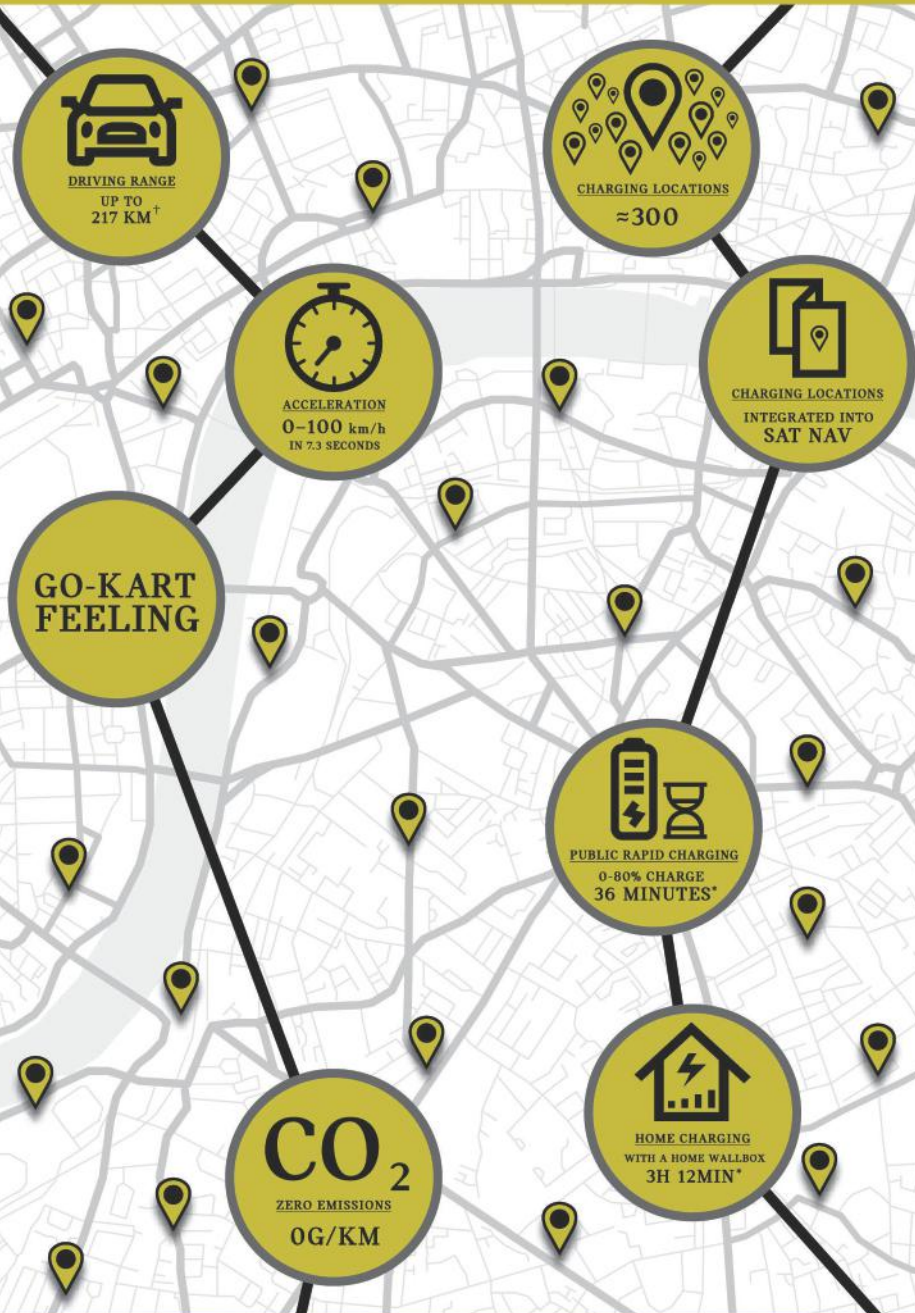 DRIVING RANGE
UP TO
217 KM†
ACCELERATION
0–100 km/h
IN 7.3 SECONDS
GO-KART
FEELING
CO2
ZERO EMISSIONS
0G/KM
CHARGING LOCATIONS
≈300
CHARGING LOCATIONS
INTEGRATED INTO
SAT NAV
PUBLIC RAPID CHARGING
0-80% CHARGE
36 MINUTES*
HOME CHARGING
WITH A HOME WALLBOX
3H 12MIN*